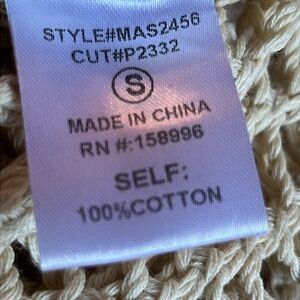 STYLE#MAS2456
CUT#P2332
S
MADE IN CHINA
RN #:158996
SELF:
100%COTTON